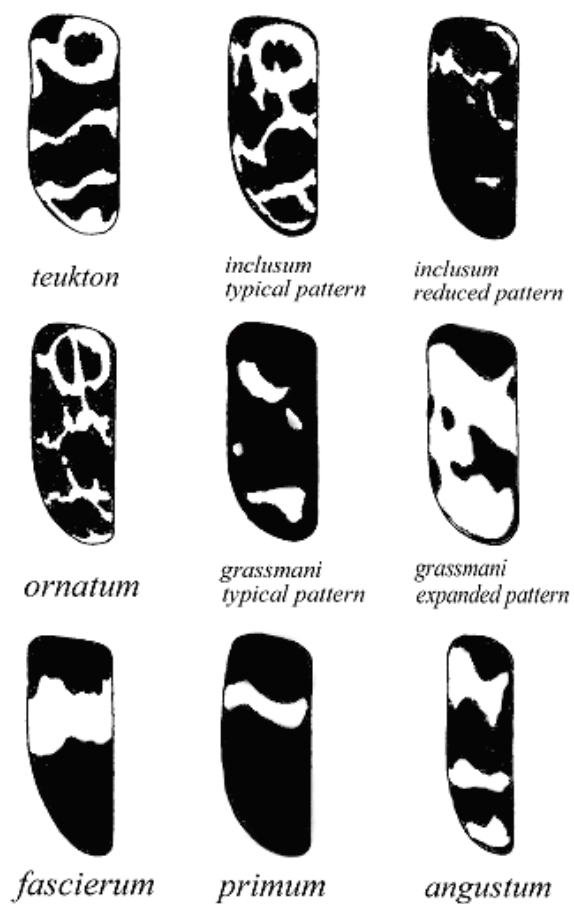 teukton
inclusum
typical pattern
inclusum
reduced pattern
ornatum
grassmani
typical pattern
grassmani
expanded pattern
fascierum
primum
angustum